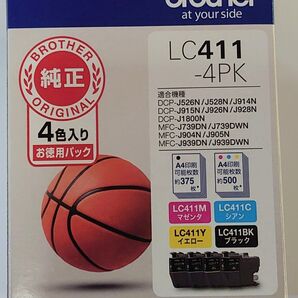 brother
at your side
LC411
-4PK
BROTHER
純正
ORIGINAL
4色入り
お徳用パック
適合機種
DCP-J526N / J528N / J914N
DCP-J915N / J926N / J928N
DCP-J1800N
MFC-J739DN / J739DWN
MFC-J904N / J905N
MFC-J939DN / J939DWN
A4印刷
可能枚数
約375
枚*
A4印刷
可能枚数
約500
枚*
LC411M
マゼンタ
LC411C
シアン
LC411Y
イエロー
LC411BK
ブラック